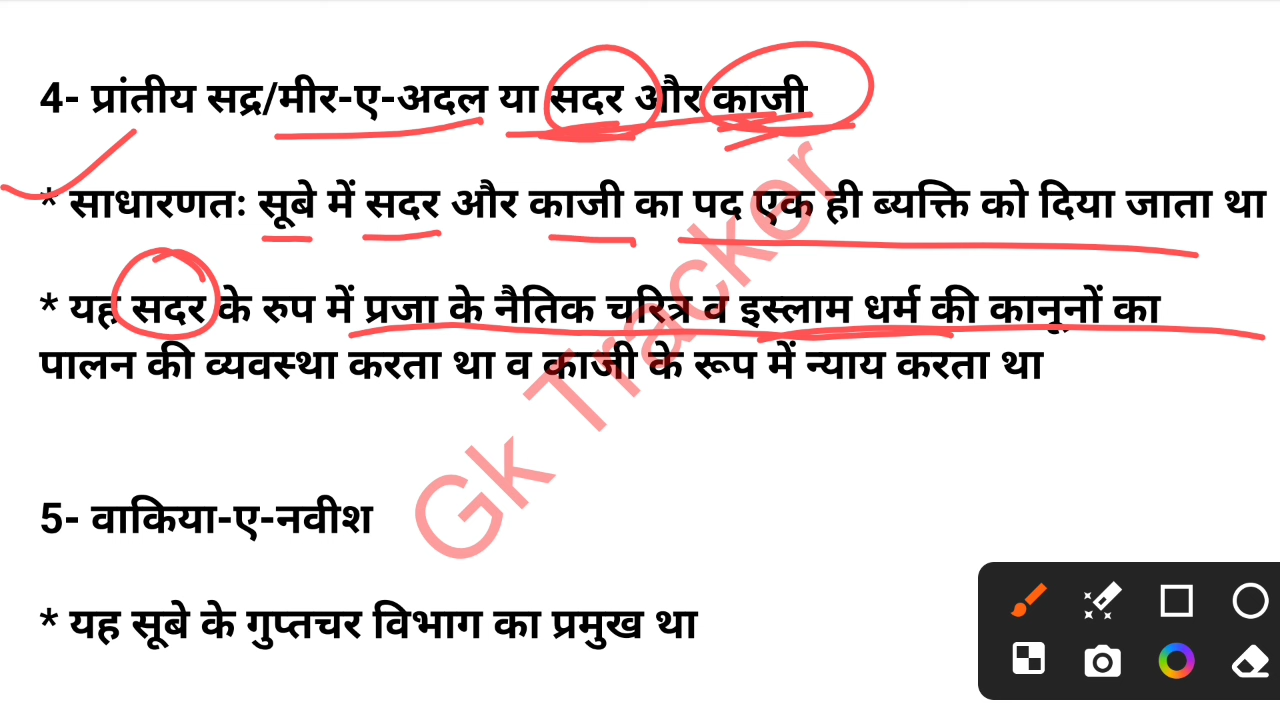 4- प्रांतीय सद्र/मीर-ए-अदल या सदर और काजी
* साधारणतः सूबे में सदर और काजी का पद एक ही ब्यक्ति को दिया जाता था
* यह सदर के रुप में प्रजा के नैतिक चरित्र व इस्लाम धर्म की कानूनों का
पालन की व्यवस्था करता था व काजी के रूप में न्याय करता था
Gk Tracker
5- वाकिया-ए-नवीश
* यह सूबे के गुप्तचर विभाग का प्रमुख था